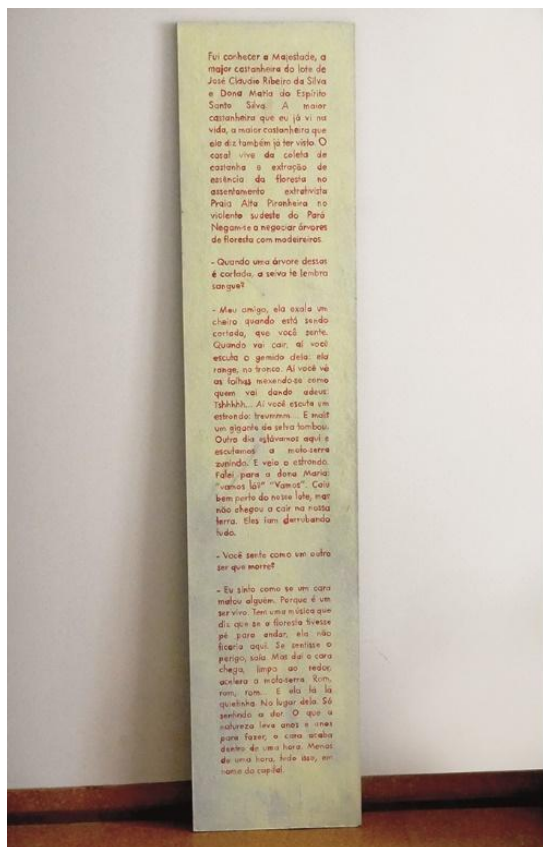 Fui conhecer a Majestade, a
maior castanheira do lote de
José Cláudio Ribeiro da Silva
e Dona Maria do Espírito
Santo Silva. A maior
castanheira que eu já vi na
vida, a maior castanheira que
ela diz também já ter visto. O
casal vive da coleta de
castanha e extração de
essência da floresta no
assentamento extrativista
Praia Alta Piranheira no
violento sudeste do Pará.
Negam-se a negociar árvores
de floresta com madeireiros.
- Quando uma árvore dessas
é cortada, a seiva te lembra
sangue?
- Meu amigo, ela exala um
cheiro quando está sendo
cortada, que você sente.
Quando vai cair, aí você
escuta o gemido dela: ela
range, no tronco. Aí você vê
as folhas mexendo-se como
quem vai dando adeus:
Tshhhhh... Aí você escuta um
estrondo: treummm... E mais
um gigante da selva tombou.
Outro dia estávamos aqui e
escutamos a moto-serra
zunindo. E veio o estrondo.
Falei para a dona Maria:
"vamos lá?" "Vamos". Caiu
bem perto do nosso lote, mas
não chegou a cair na nossa
terra. Eles iam derrubando
tudo.
- Você sente como um outro
ser que morre?
- Eu sinto como se um cara
matou alguém. Porque é um
ser vivo. Tem uma música que
diz que se a floresta tivesse
pé para andar, ela não
ficaria aqui. Se sentisse o
perigo, saía. Mas daí o cara
chega, limpa ao redor,
acelera a moto-serra. Rom,
rom, rom... E ela tá lá
quietinha. No lugar dela. Só
sentindo a dor. O que a
natureza leva anos e anos
para fazer, o cara acaba
dentro de uma hora. Menos
de uma hora, tudo isso, em
nome do capital.